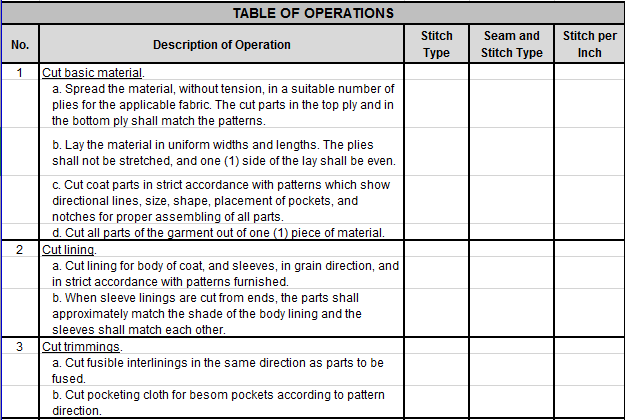 TABLE OF OPERATIONS
No.
Description of Operation
Stitch
Type
Seam and
Stitch Type
Stitch per
Inch
1
Cut basic material.
a. Spread the material, without tension, in a suitable number of
plies for the applicable fabric. The cut parts in the top ply and in
the bottom ply shall match the patterns.
b. Lay the material in uniform widths and lengths. The plies
shall not be stretched, and one (1) side of the lay shall be even.
c. Cut coat parts in strict accordance with patterns which show
directional lines, size, shape, placement of pockets, and
notches for proper assembling of all parts.
d. Cut all parts of the garment out of one (1) piece of material.
2
Cut lining.
a. Cut lining for body of coat, and sleeves, in grain direction, and
in strict accordance with patterns furnished.
b. When sleeve linings are cut from ends, the parts shall
approximately match the shade of the body lining and the
sleeves shall match each other.
3
Cut trimmings.
a. Cut fusible interlinings in the same direction as parts to be
fused.
b. Cut pocketing cloth for besom pockets according to pattern
direction.